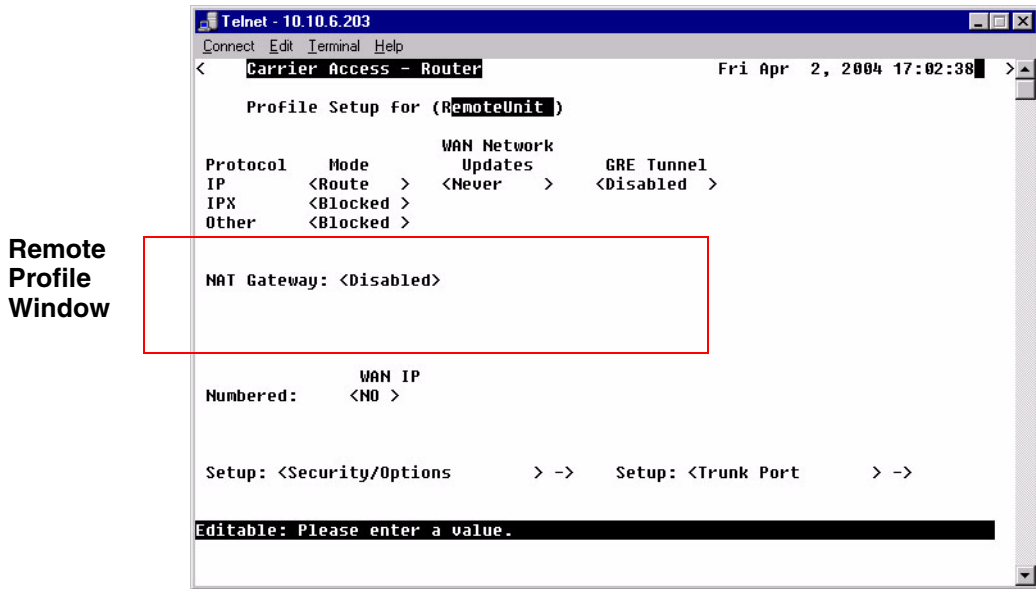 Telnet - 10.10.6.203
Connect Edit Terminal Help
< Carrier Access - Router Fri Apr 2, 2004 17:02:38 >
Profile Setup for (RemoteUnit )
WAN Network
Protocol Mode Updates GRE Tunnel
IP <Route > <Never > <Disabled >
IPX <Blocked >
Other <Blocked >
Remote
Profile
Window
NAT Gateway: <Disabled>
WAN IP
Numbered: <NO >
Setup: <Security/Options > -> Setup: <Trunk Port > ->
Editable: Please enter a value.